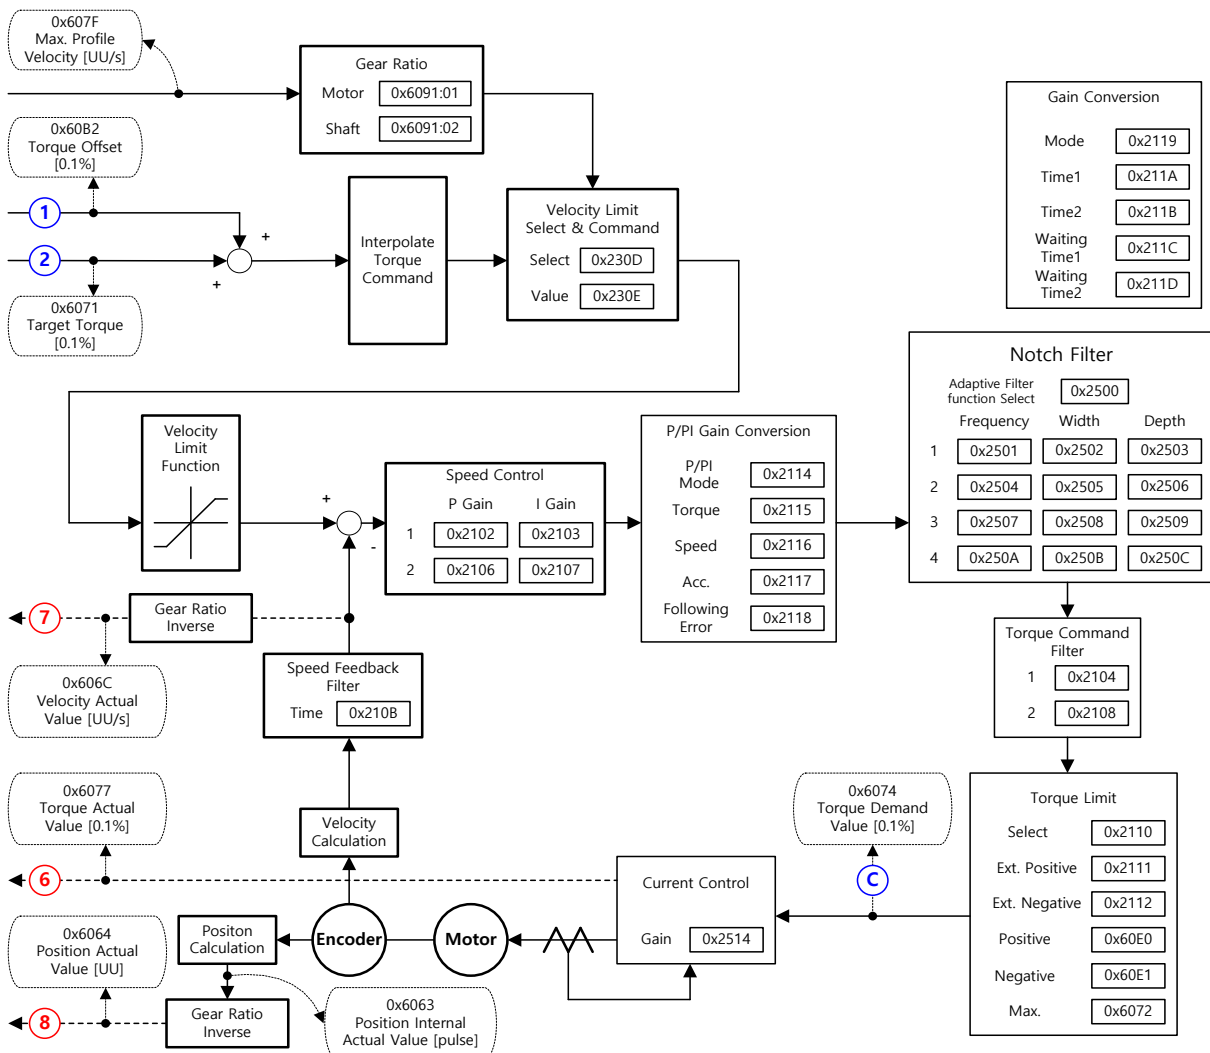 0x607F
Max. Profile
Velocity [UU/s]
Gear Ratio
Motor 0x6091:01
Shaft 0x6091:02
Gain Conversion
Mode 0x2119
Time1 0x211A
Time2 0x211B
Waiting
Time1 0x211C
Waiting
Time2 0x211D
0x60B2
Torque Offset
[0.1%]
1
+
2
+
0x6071
Target Torque
[0.1%]
Interpolate
Torque
Command
Velocity Limit
Select & Command
Select 0x230D
Value 0x230E
Notch Filter
Adaptive Filter
function Select 0x2500
Frequency Width Depth
1 0x2501 0x2502 0x2503
2 0x2504 0x2505 0x2506
3 0x2507 0x2508 0x2509
4 0x250A 0x250B 0x250C
Velocity
Limit
Function
+
-
Speed Control
P Gain I Gain
1 0x2102 0x2103
2 0x2106 0x2107
P/PI Gain Conversion
P/PI
Mode 0x2114
Torque 0x2115
Speed 0x2116
Acc. 0x2117
Following
Error 0x2118
7
Gear Ratio
Inverse
0x606C
Velocity Actual
Value [UU/s]
Speed Feedback
Filter
Time 0x210B
Torque Command
Filter
1 0x2104
2 0x2108
0x6077
Torque Actual
Value [0.1%]
Velocity
Calculation
0x6074
Torque Demand
Value [0.1%]
Torque Limit
Select 0x2110
Ext. Positive 0x2111
Ext. Negative 0x2112
Positive 0x60E0
Negative 0x60E1
Max. 0x6072
6
C
Current Control
Gain 0x2514
0x6064
Position Actual
Value [UU]
Positon
Calculation
Encoder
Motor
8
Gear Ratio
Inverse
0x6063
Position Internal
Actual Value [pulse]